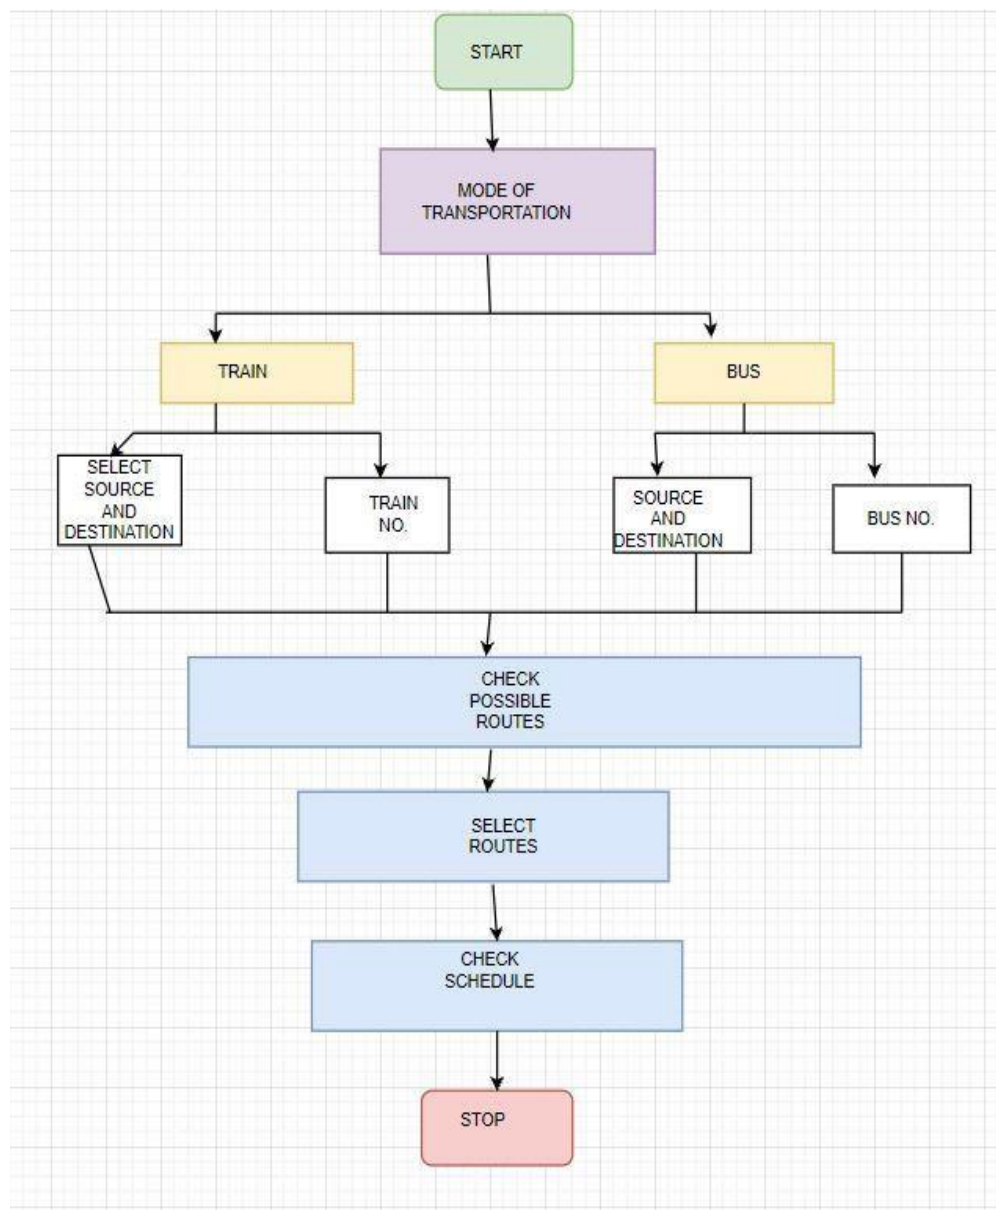 START
MODE OF
TRANSPORTATION
TRAIN
BUS
SELECT
SOURCE
AND
DESTINATION
TRAIN
NO.
SOURCE
AND
DESTINATION
BUS NO.
CHECK
POSSIBLE
ROUTES
SELECT
ROUTES
CHECK
SCHEDULE
STOP